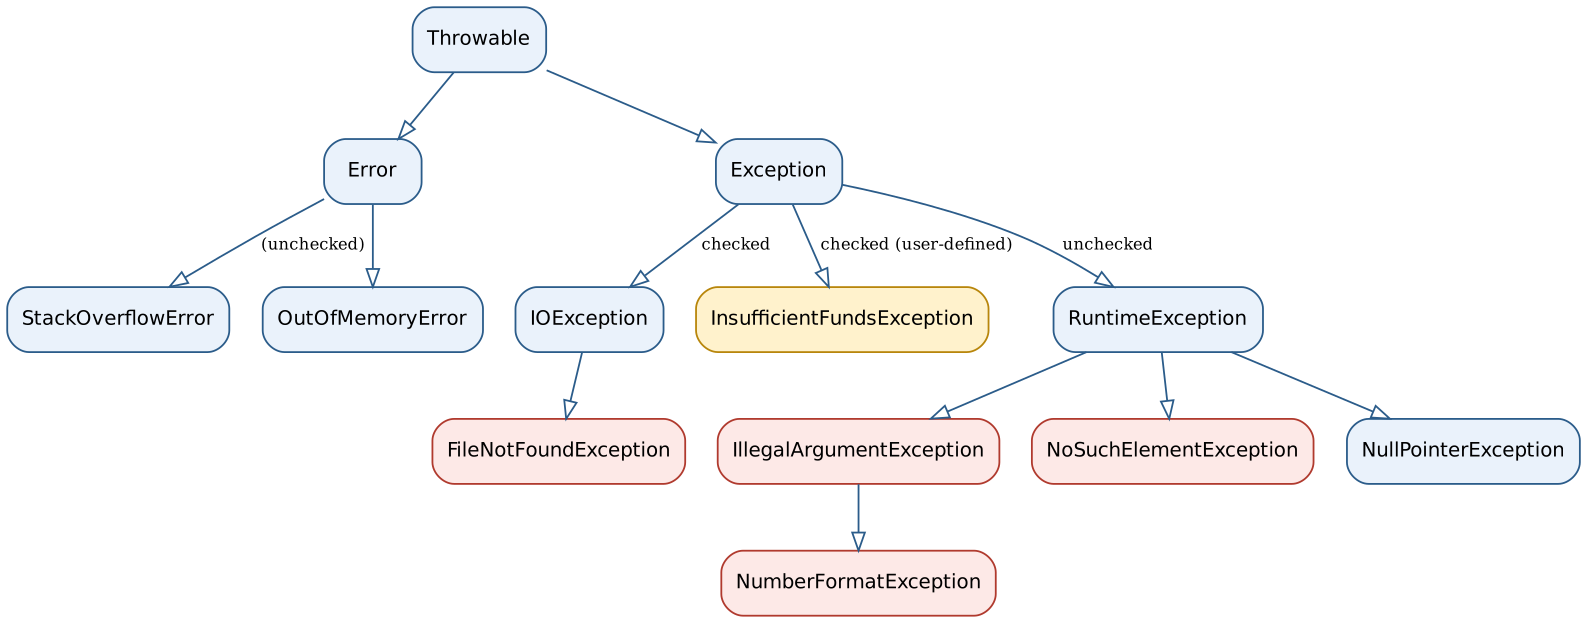 Throwable
Error
Exception
(unchecked)
checked
checked (user-defined)
unchecked
StackOverflowError
OutOfMemoryError
IOException
InsufficientFundsException
RuntimeException
FileNotFoundException
IllegalArgumentException
NoSuchElementException
NullPointerException
NumberFormatException